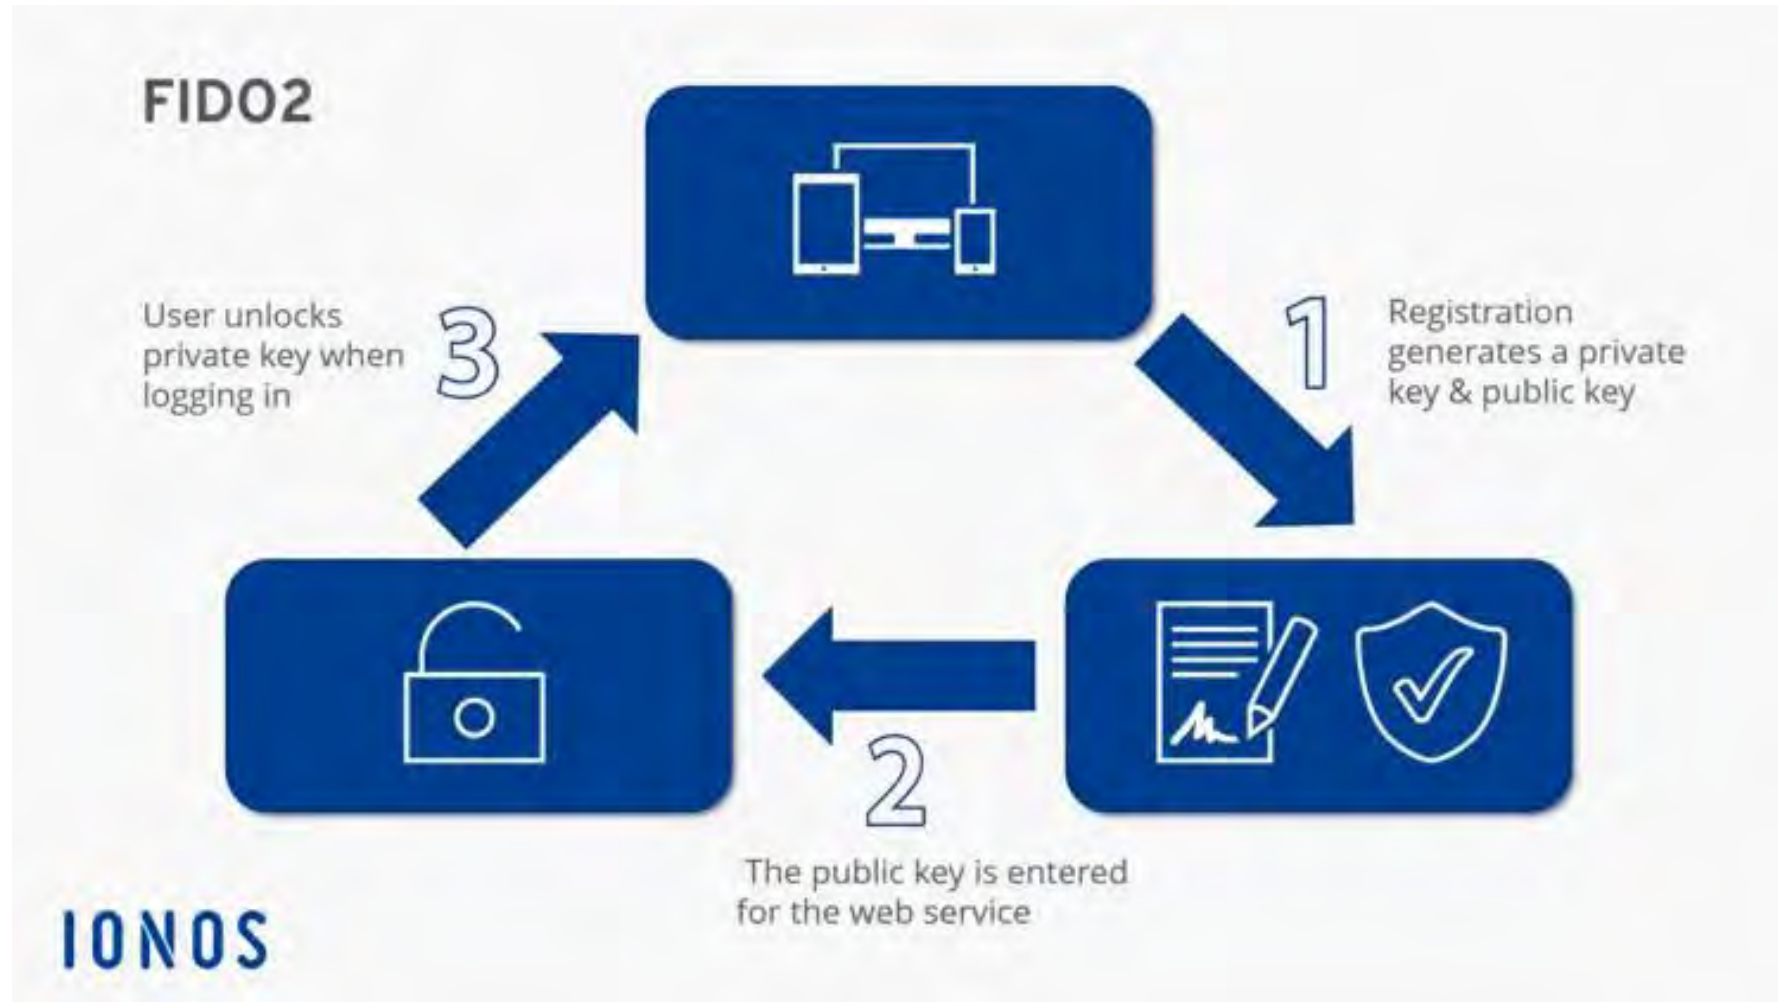 FIDO2
1
Registration
generates a private
key & public key
2
The public key is entered
for the web service
3
User unlocks
private key when
logging in
IONOS